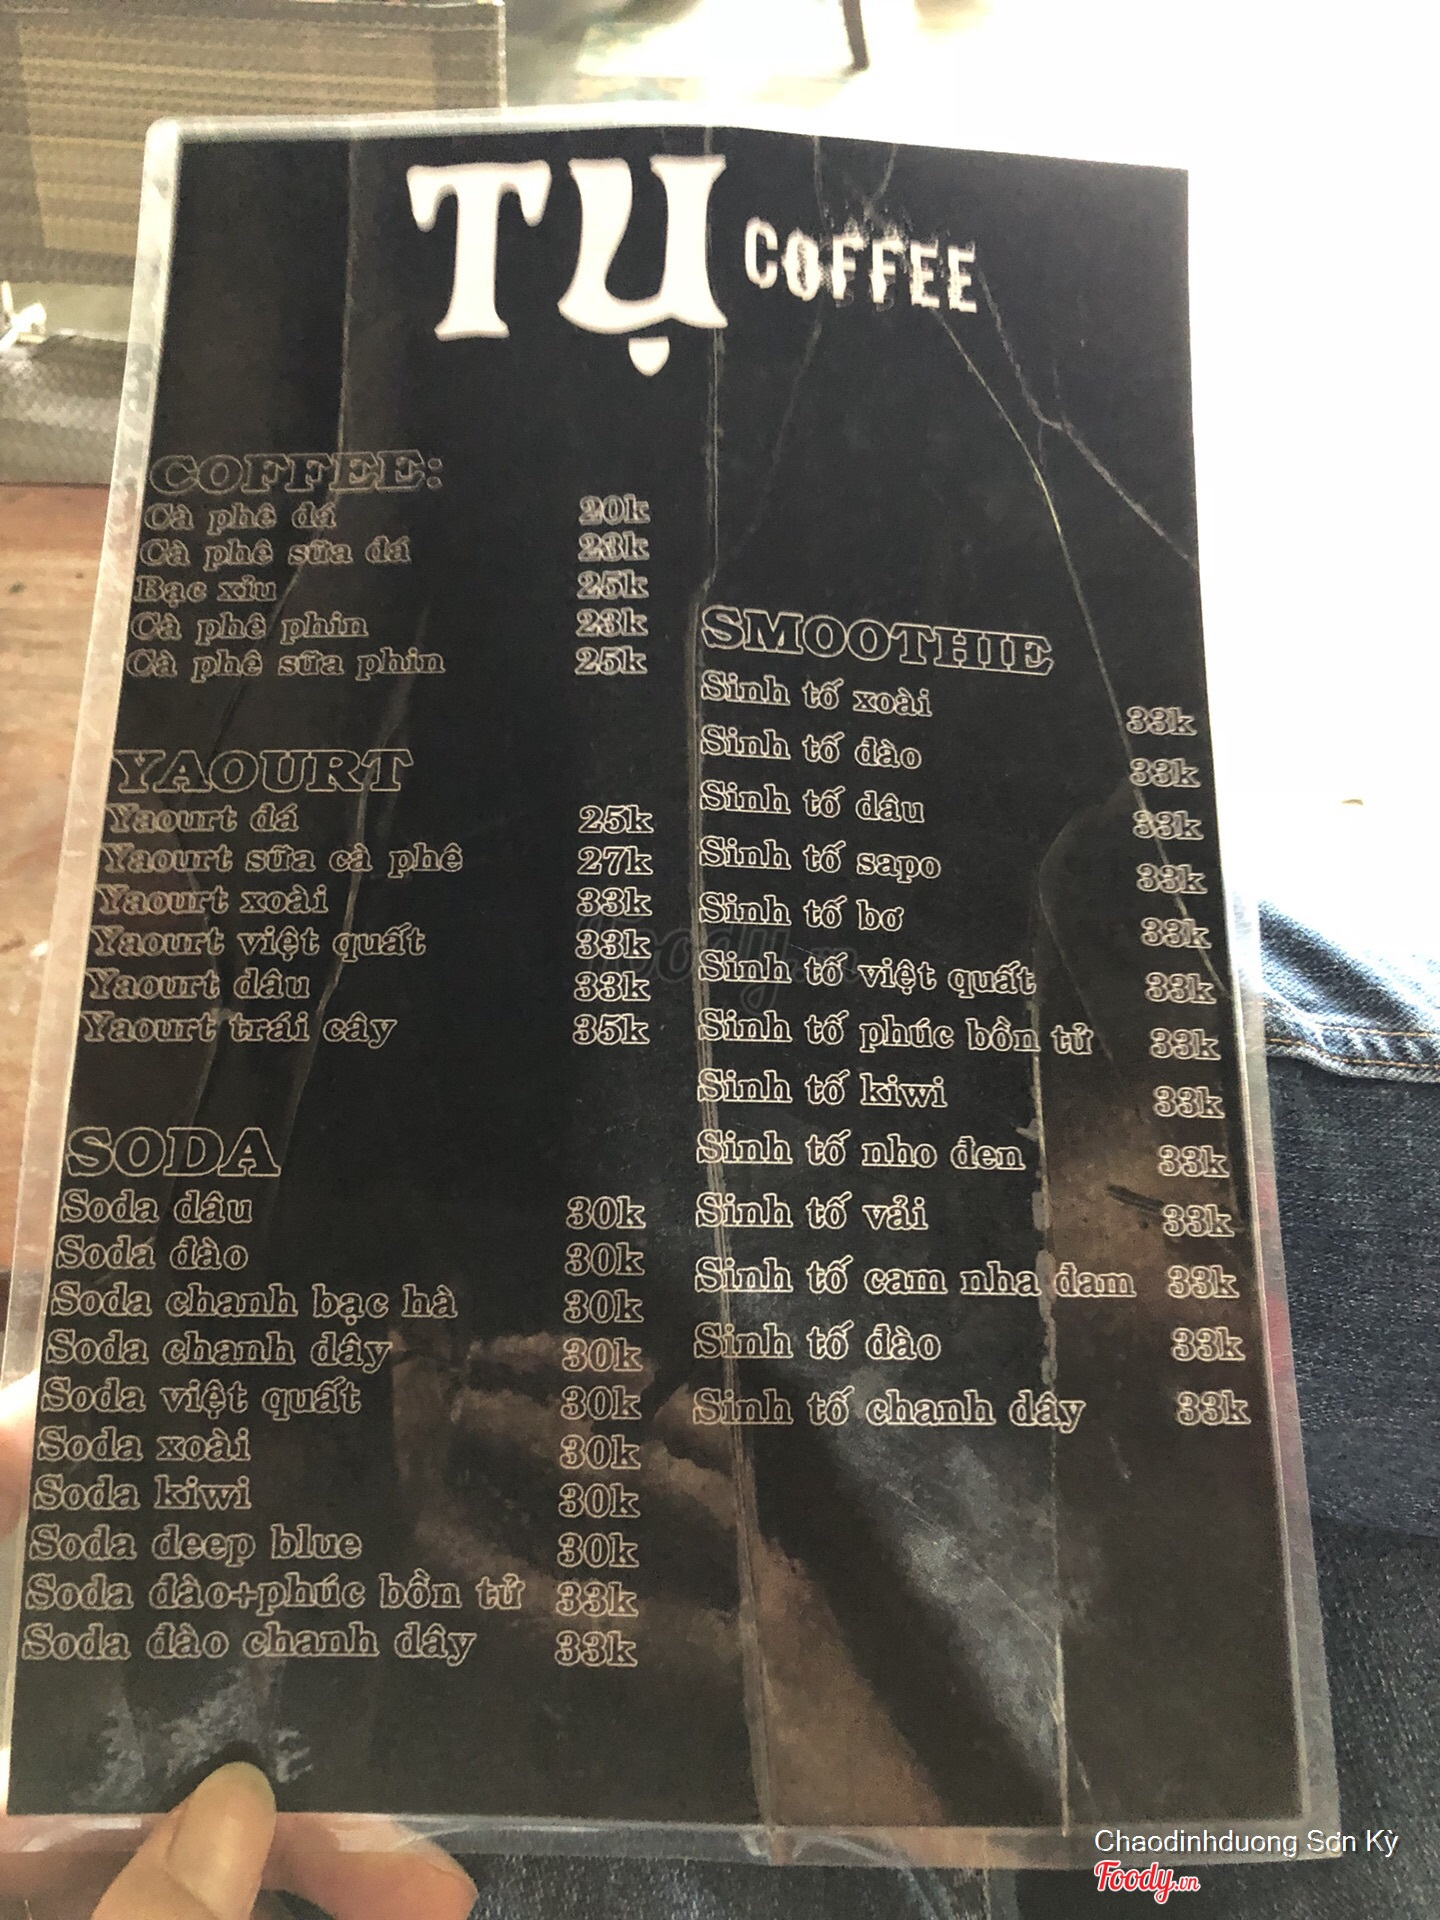 TỤ COFFEE
COFFEE:
Cà phê đá 20k
Cà phê sữa đá 23k
Bạc xỉu 25k
Cà phê phin 23k
Cà phê sữa phin 25k
YAOURT
Yaourt đá 25k
Yaourt sữa cà phê 27k
Yaourt xoài 33k
Yaourt việt quất 33k
Yaourt dâu 33k
Yaourt trái cây 35k
SODA
Soda dâu 30k
Soda đào 30k
Soda chanh bạc hà 30k
Soda chanh dây 30k
Soda việt quất 30k
Soda xoài 30k
Soda kiwi 30k
Soda deep blue 30k
Soda đào+phúc bồn tử 33k
Soda đào chanh dây 33k
SMOOTHIE
Sinh tố xoài 33k
Sinh tố đào 33k
Sinh tố dâu 33k
Sinh tố sapo 33k
Sinh tố bơ 33k
Sinh tố việt quất 33k
Sinh tố phúc bồn tử 33k
Sinh tố kiwi 33k
Sinh tố nho đen 33k
Sinh tố vải 33k
Sinh tố cam nha đam 33k
Sinh tố đào 33k
Sinh tố chanh dây 33k
Foody.vn
Chaodinhduong Sơn Kỳ
Foody.vn